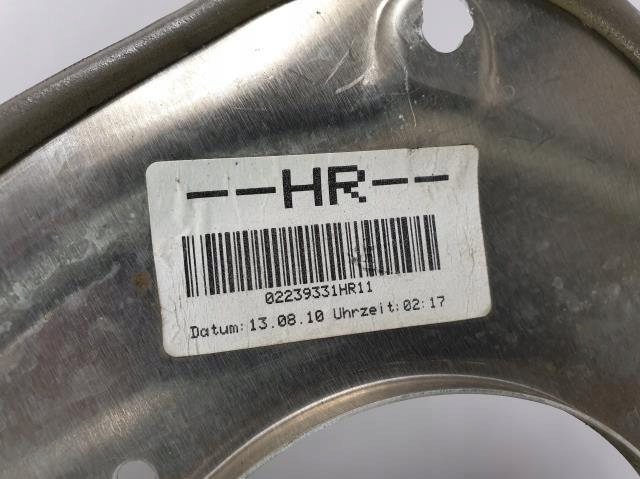 --HR--
02239331HR11
Datum: 13.08.10 Uhrzeit: 02:17